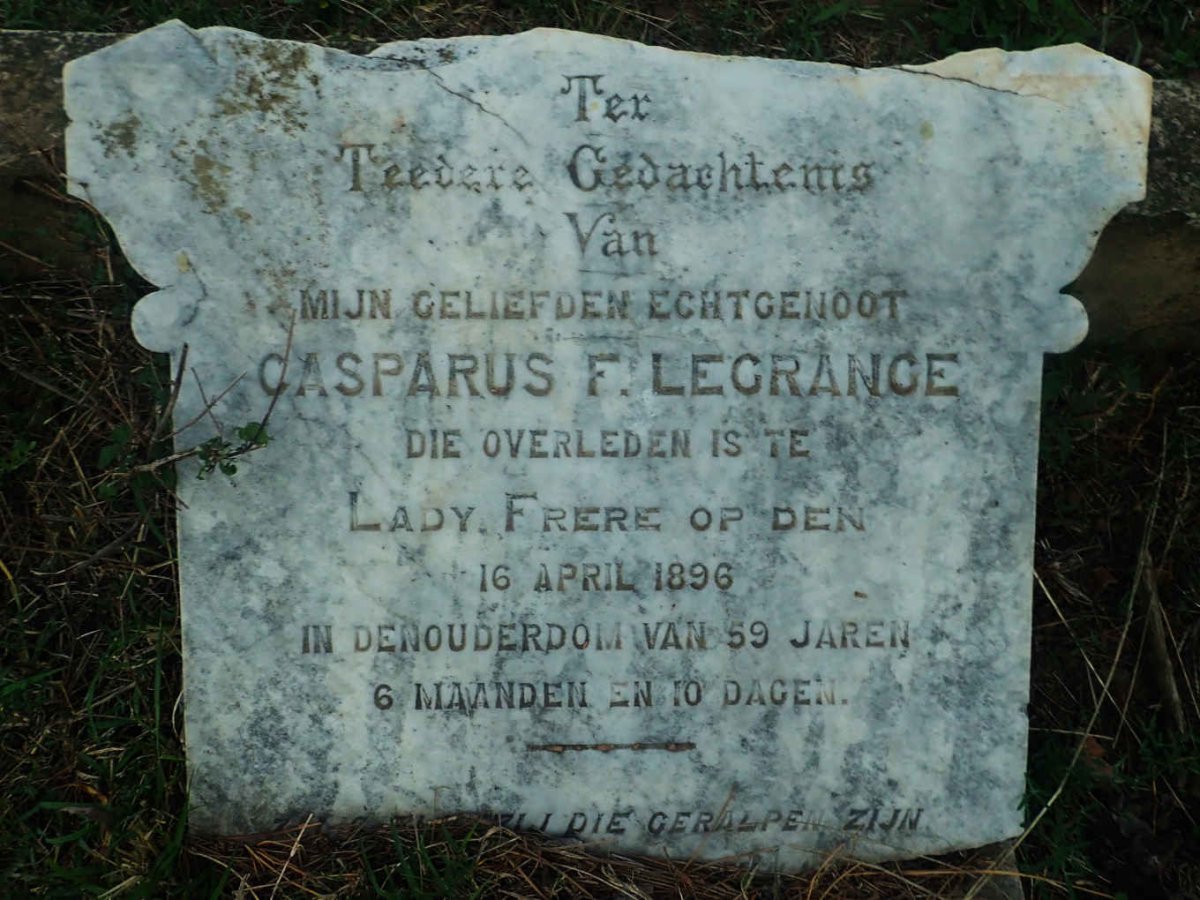 Ter
Teedere Gedachtenis
Van
MIJN GELIEFDEN ECHTGENOOT
CASPARUS F. LEGRANGE
DIE OVERLEDEN IS TE
LADY FRERE OP DEN
16 APRIL 1896
IN DENOUDERDOM VAN 59 JAREN
6 MAANDEN EN 10 DAGEN.
ZIJ DIE GERALPEN ZIJN